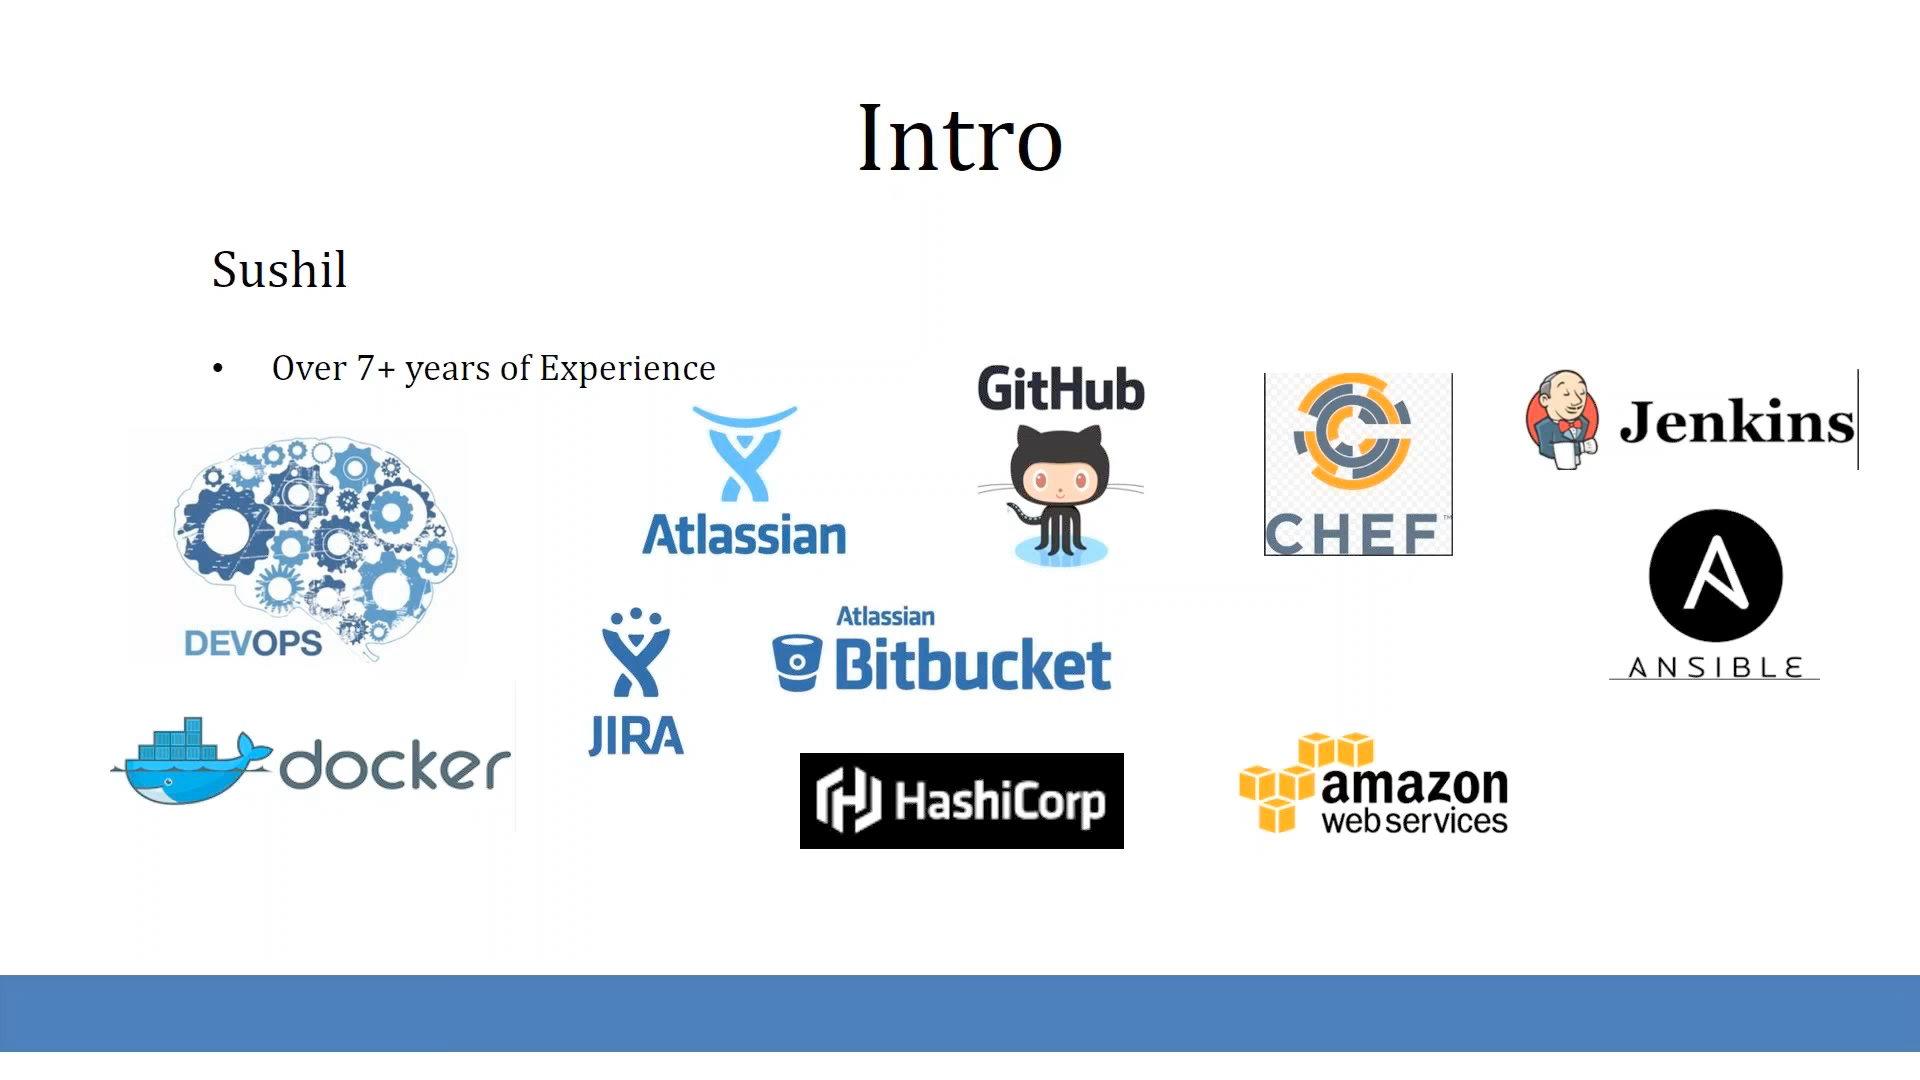 Intro
Sushil
• Over 7+ years of Experience
GitHub
Jenkins
Atlassian
CHEF™
DEVOPS
Atlassian
Bitbucket
ANSIBLE
JIRA
docker
HashiCorp
amazon
web services